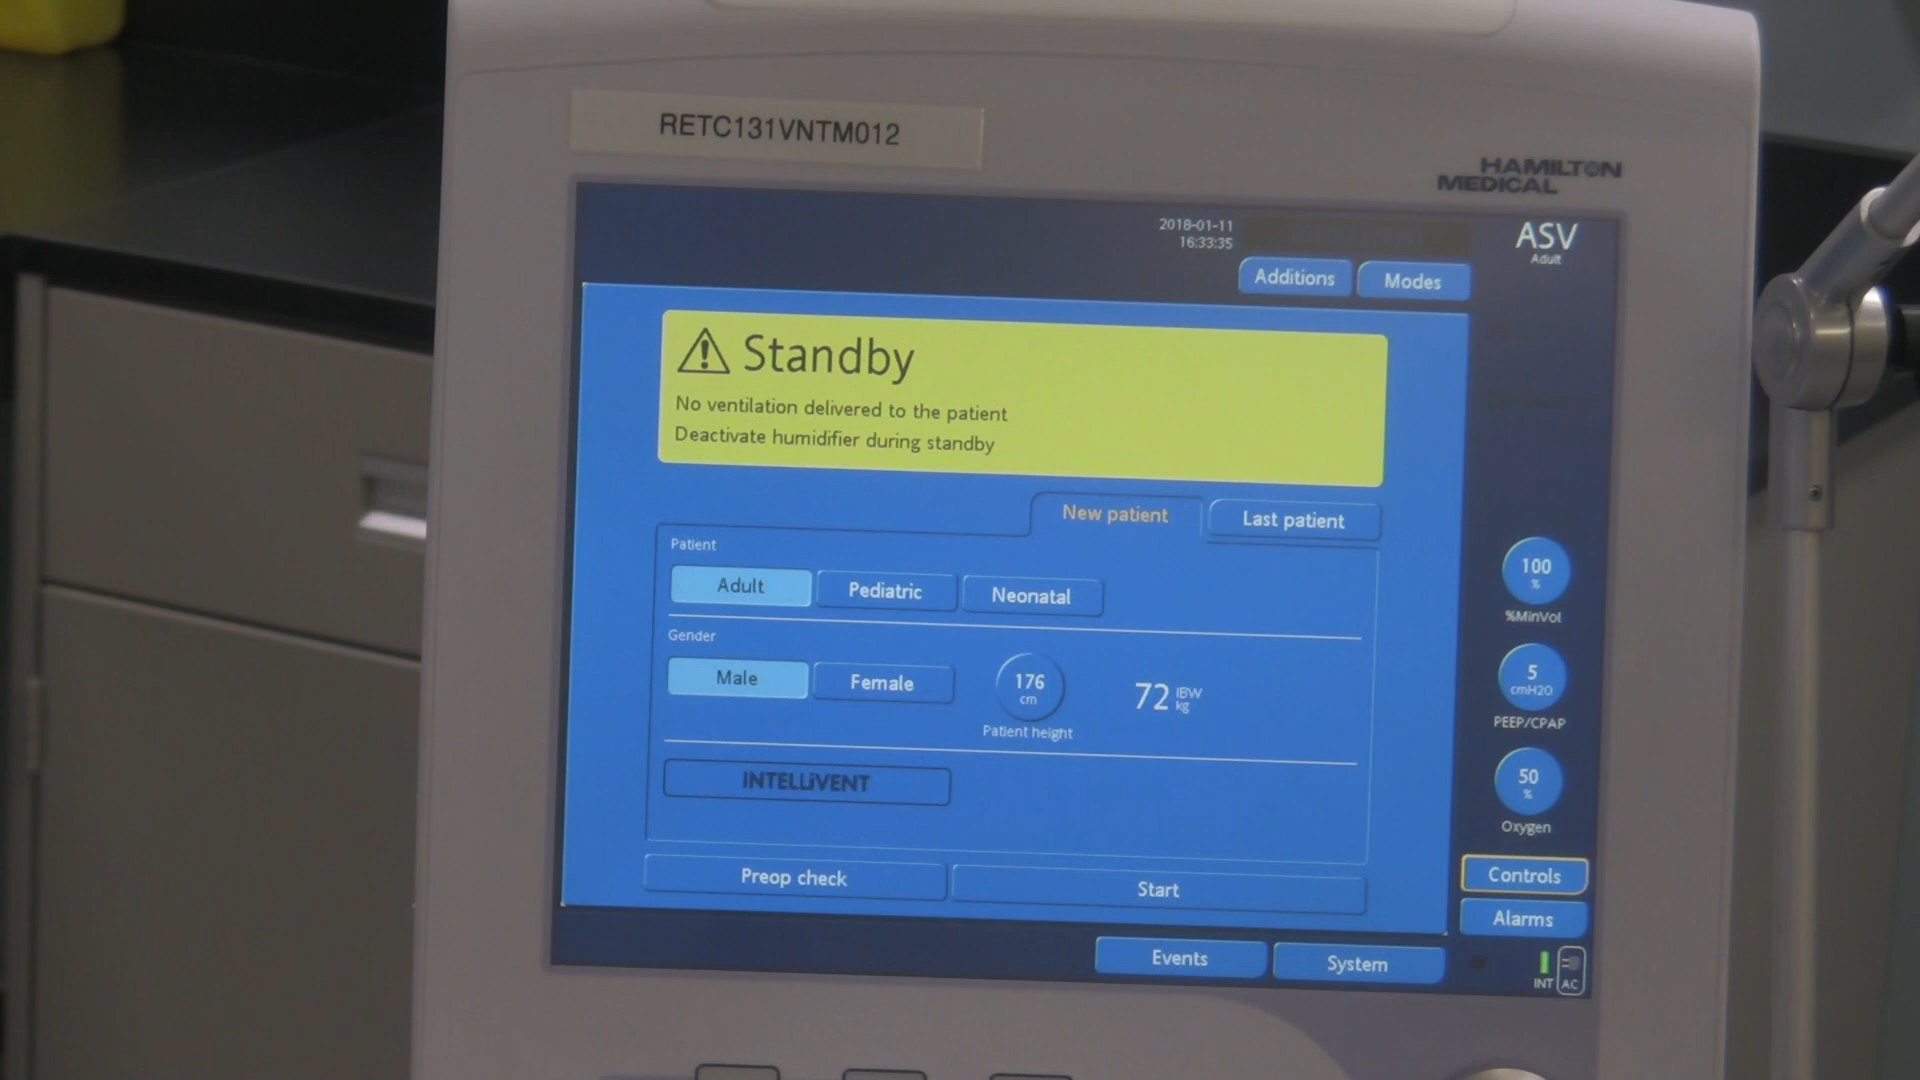 RETC131VNTM012
HAMILTON
MEDICAL
2018-01-11
16:33:35
ASV
Adult
Additions
Modes
Standby
No ventilation delivered to the patient
Deactivate humidifier during standby
New patient
Last patient
Patient
Adult
Pediatric
Neonatal
Gender
Male
Female
176
cm
Patient height
72 IBW
kg
INTELLiVENT
Preop check
Start
100
%
%MinVol
5
cmH2O
PEEP/CPAP
50
%
Oxygen
Controls
Alarms
Events
System
INT
AC